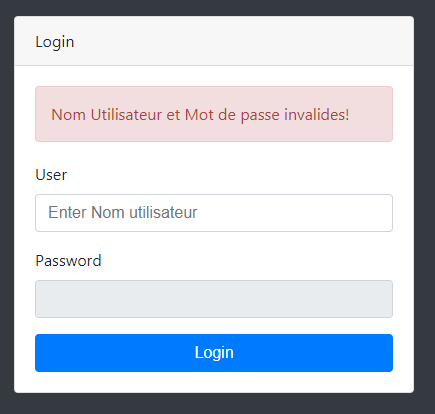 Login
Nom Utilisateur et Mot de passe invalides!
User
Enter Nom utilisateur
Password
Login